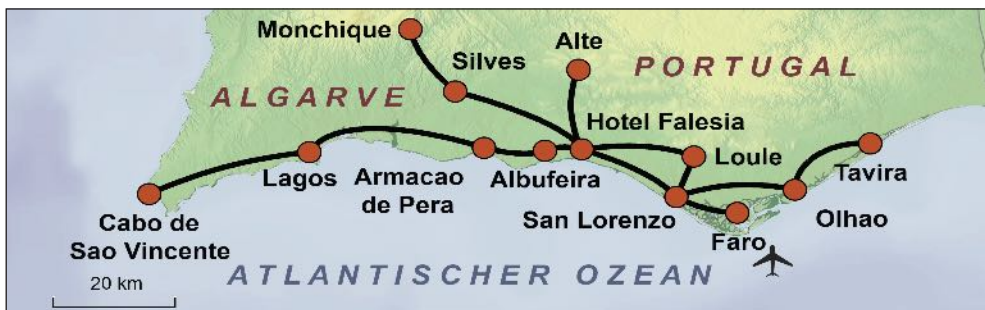 Monchique
Alte
Silves
PORTUGAL
ALGARVE
Hotel Falesia
Loule
Tavira
Lagos
Armacao
de Pera
Albufeira
San Lorenzo
Olhao
Cabo de
Sao Vincente
Faro
20 km
ATLANTISCHER OZEAN